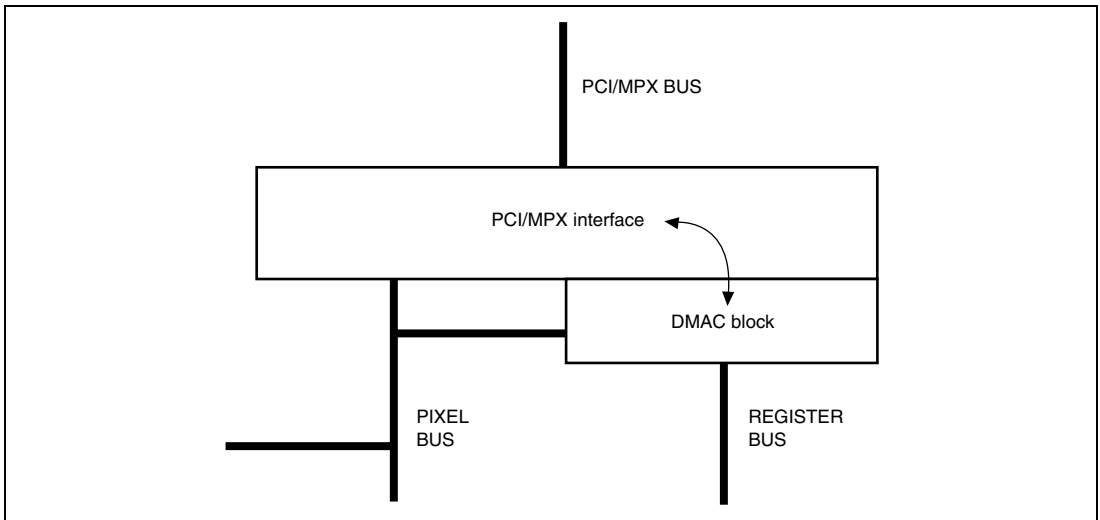 PCI/MPX BUS
PCI/MPX interface
DMAC block
PIXEL
BUS
REGISTER
BUS